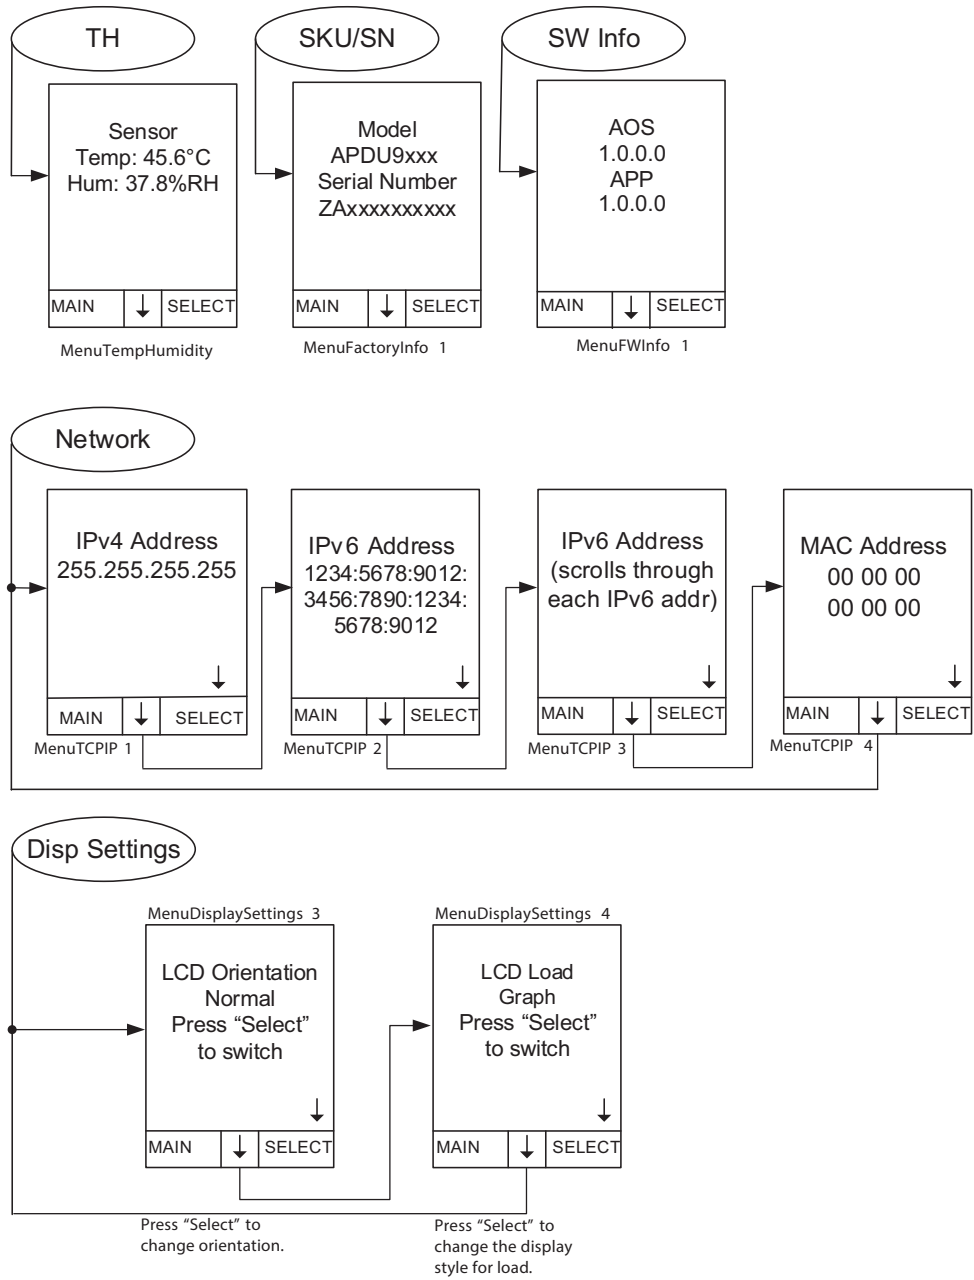 TH
SKU/SN
SW Info
Sensor
Temp: 45.6°C
Hum: 37.8%RH
MAIN ↓ SELECT
MenuTempHumidity
Model
APDU9xxx
Serial Number
ZAxxxxxxxxxx
MAIN ↓ SELECT
MenuFactoryInfo 1
AOS
1.0.0.0
APP
1.0.0.0
MAIN ↓ SELECT
MenuFWInfo 1
Network
IPv4 Address
255.255.255.255
↓
MAIN ↓ SELECT
MenuTCPIP 1
IPv6 Address
1234:5678:9012:
3456:7890:1234:
5678:9012
↓
MAIN ↓ SELECT
MenuTCPIP 2
IPv6 Address
(scrolls through
each IPv6 addr)
↓
MAIN ↓ SELECT
MenuTCPIP 3
MAC Address
00 00 00
00 00 00
↓
MAIN ↓ SELECT
MenuTCPIP 4
Disp Settings
MenuDisplaySettings 3
LCD Orientation
Normal
Press “Select”
to switch
↓
MAIN ↓ SELECT
Press “Select” to
change orientation.
MenuDisplaySettings 4
LCD Load
Graph
Press “Select”
to switch
↓
MAIN ↓ SELECT
Press “Select” to
change the display
style for load.